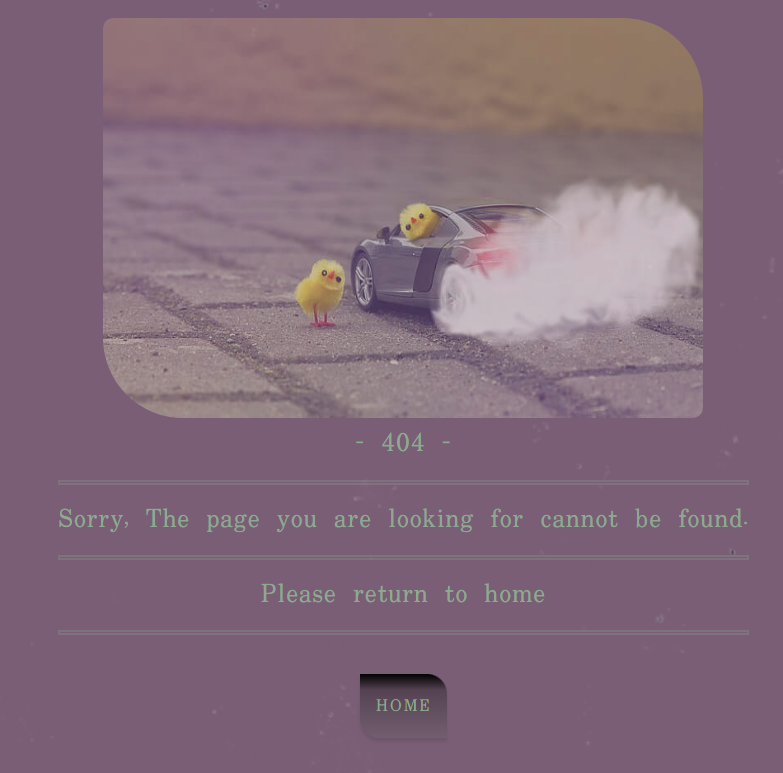 - 404 -
Sorry, The page you are looking for cannot be found.
Please return to home
HOME